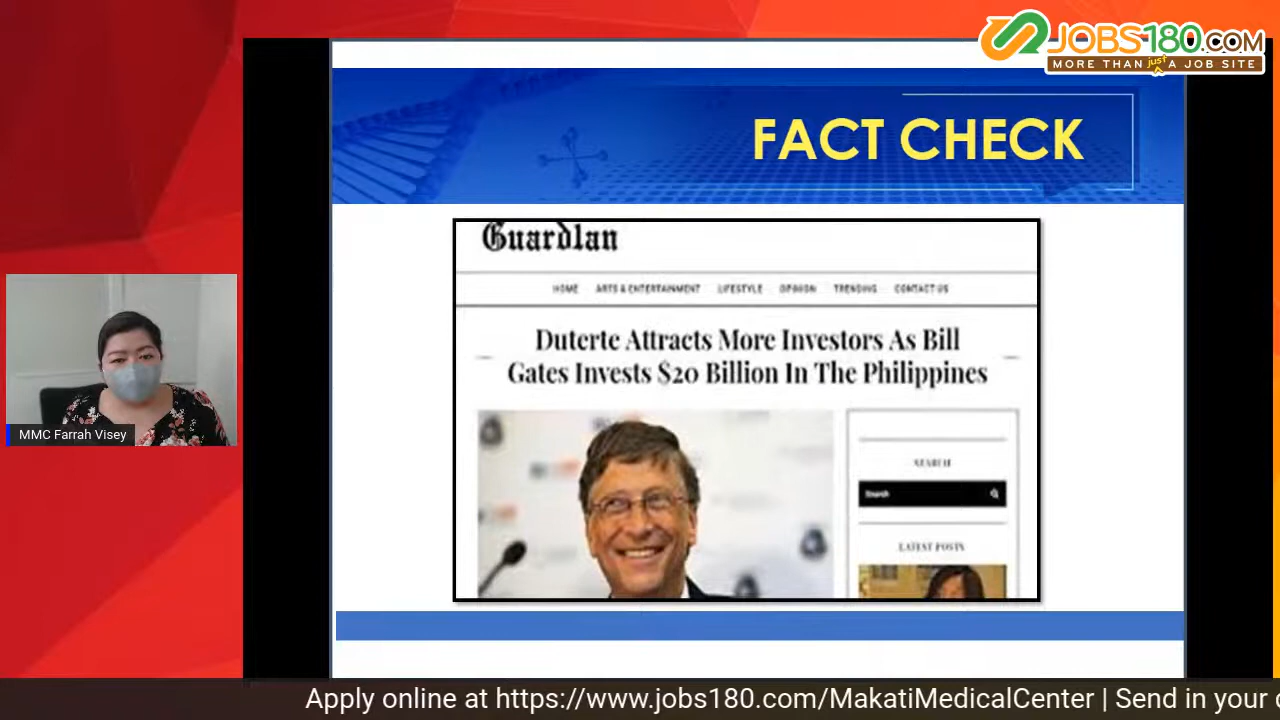 JOBS180.COM
MORE THAN just A JOB SITE
FACT CHECK
Guardlan
HOME ARTS & ENTERTAINMENT LIFESTYLE OPINION TRENDING CONTACT US
Duterte Attracts More Investors As Bill
Gates Invests $20 Billion In The Philippines
SEARCH
Search
LATEST POSTS
MMC Farrah Visey
Apply online at https://www.jobs180.com/MakatiMedicalCenter | Send in your